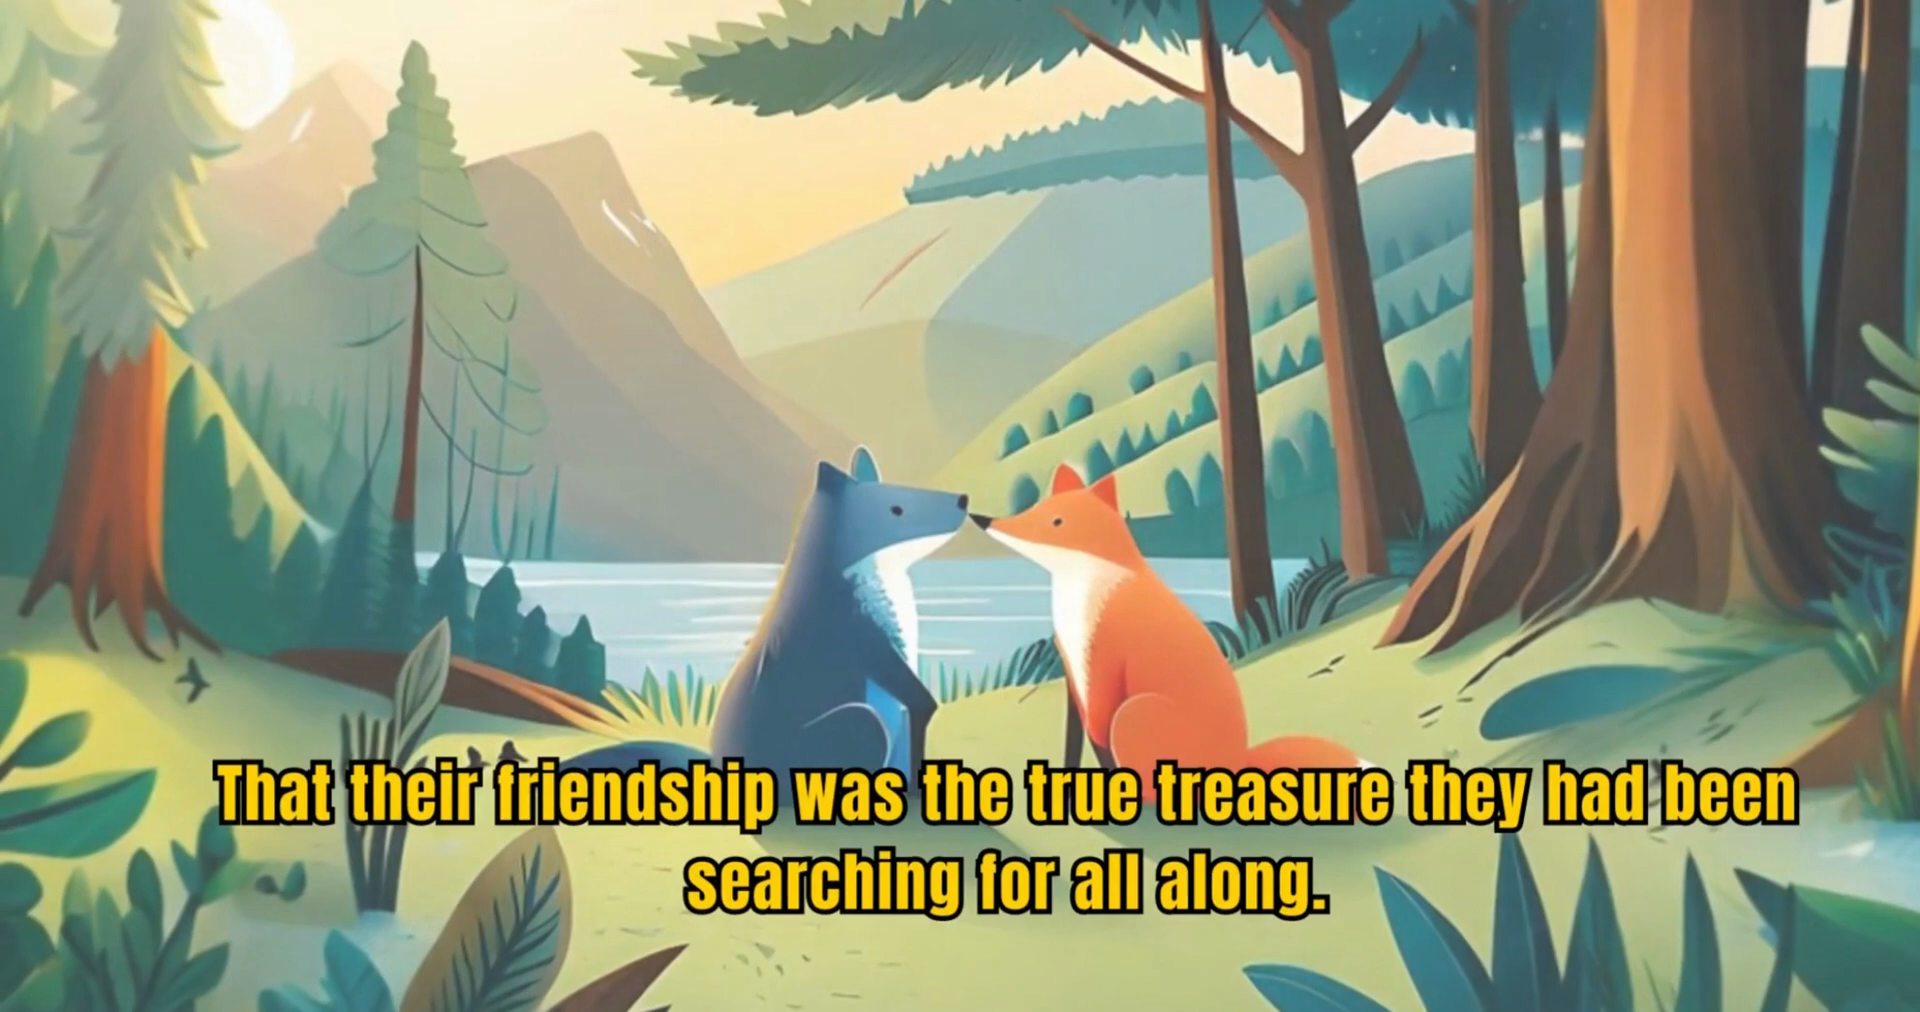 That their friendship was the true treasure they had been
searching for all along.